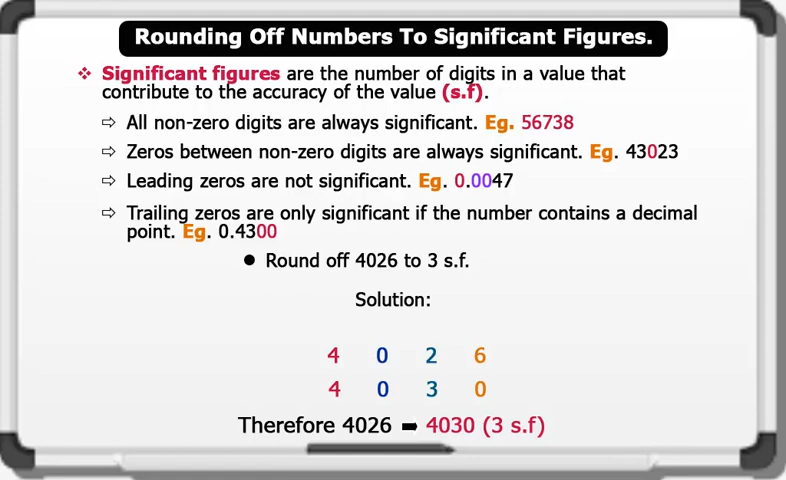 Rounding Off Numbers To Significant Figures.
❖ Significant figures are the number of digits in a value that
contribute to the accuracy of the value (s.f).
⇨ All non-zero digits are always significant. Eg. 56738
⇨ Zeros between non-zero digits are always significant. Eg. 43023
⇨ Leading zeros are not significant. Eg. 0.0047
⇨ Trailing zeros are only significant if the number contains a decimal
point. Eg. 0.4300
● Round off 4026 to 3 s.f.
Solution:
4 0 2 6
4 0 3 0
Therefore 4026 ➡ 4030 (3 s.f)